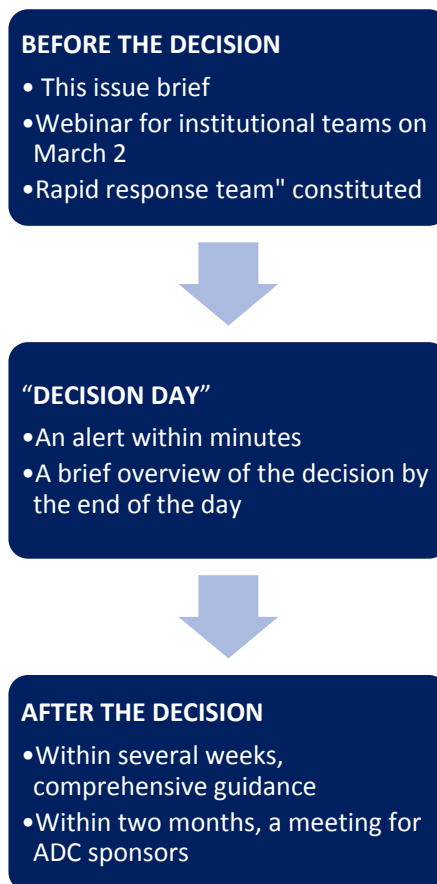 BEFORE THE DECISION
• This issue brief
•Webinar for institutional teams on
March 2
•Rapid response team" constituted
“DECISION DAY”
•An alert within minutes
•A brief overview of the decision by
the end of the day
AFTER THE DECISION
•Within several weeks,
comprehensive guidance
•Within two months, a meeting for
ADC sponsors